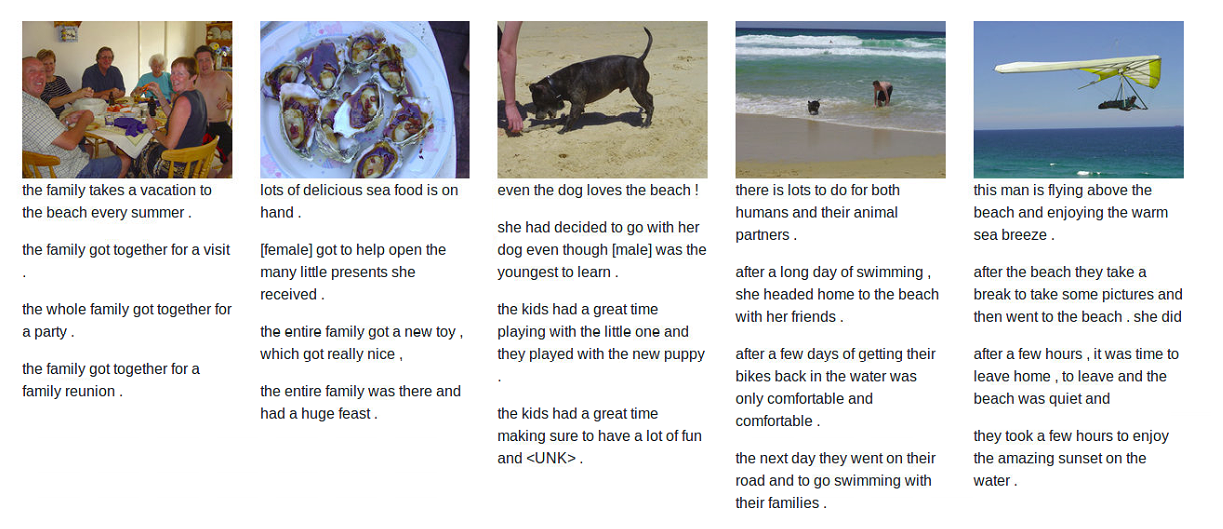 the family takes a vacation to
the beach every summer .
the family got together for a visit
.
the whole family got together for
a party .
the family got together for a
family reunion .
lots of delicious sea food is on
hand .
[female] got to help open the
many little presents she
received .
the entire family got a new toy ,
which got really nice ,
the entire family was there and
had a huge feast .
even the dog loves the beach !
she had decided to go with her
dog even though [male] was the
youngest to learn .
the kids had a great time
playing with the little one and
they played with the new puppy
.
the kids had a great time
making sure to have a lot of fun
and <UNK> .
there is lots to do for both
humans and their animal
partners .
after a long day of swimming ,
she headed home to the beach
with her friends .
after a few days of getting their
bikes back in the water was
only comfortable and
comfortable .
the next day they went on their
road and to go swimming with
their families .
this man is flying above the
beach and enjoying the warm
sea breeze .
after the beach they take a
break to take some pictures and
then went to the beach . she did
after a few hours , it was time to
leave home , to leave and the
beach was quiet and
they took a few hours to enjoy
the amazing sunset on the
water .